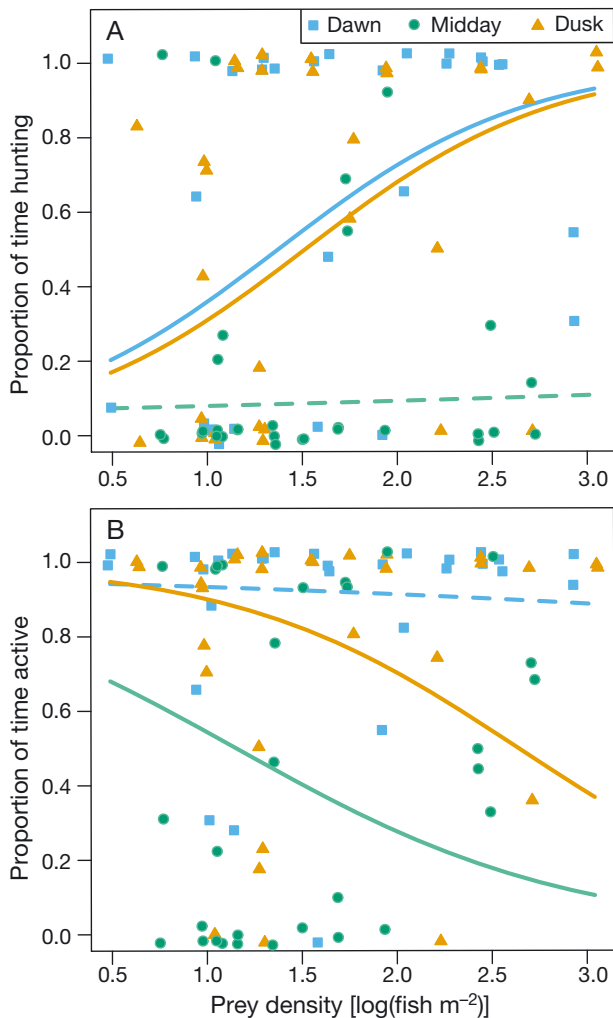 Dawn Midday Dusk
A
1.0
0.8
0.6
0.4
0.2
0.0
Proportion of time hunting
0.5 1.0 1.5 2.0 2.5 3.0
B
1.0
0.8
0.6
0.4
0.2
0.0
Proportion of time active
0.5 1.0 1.5 2.0 2.5 3.0
Prey density [log(fish m⁻²)]